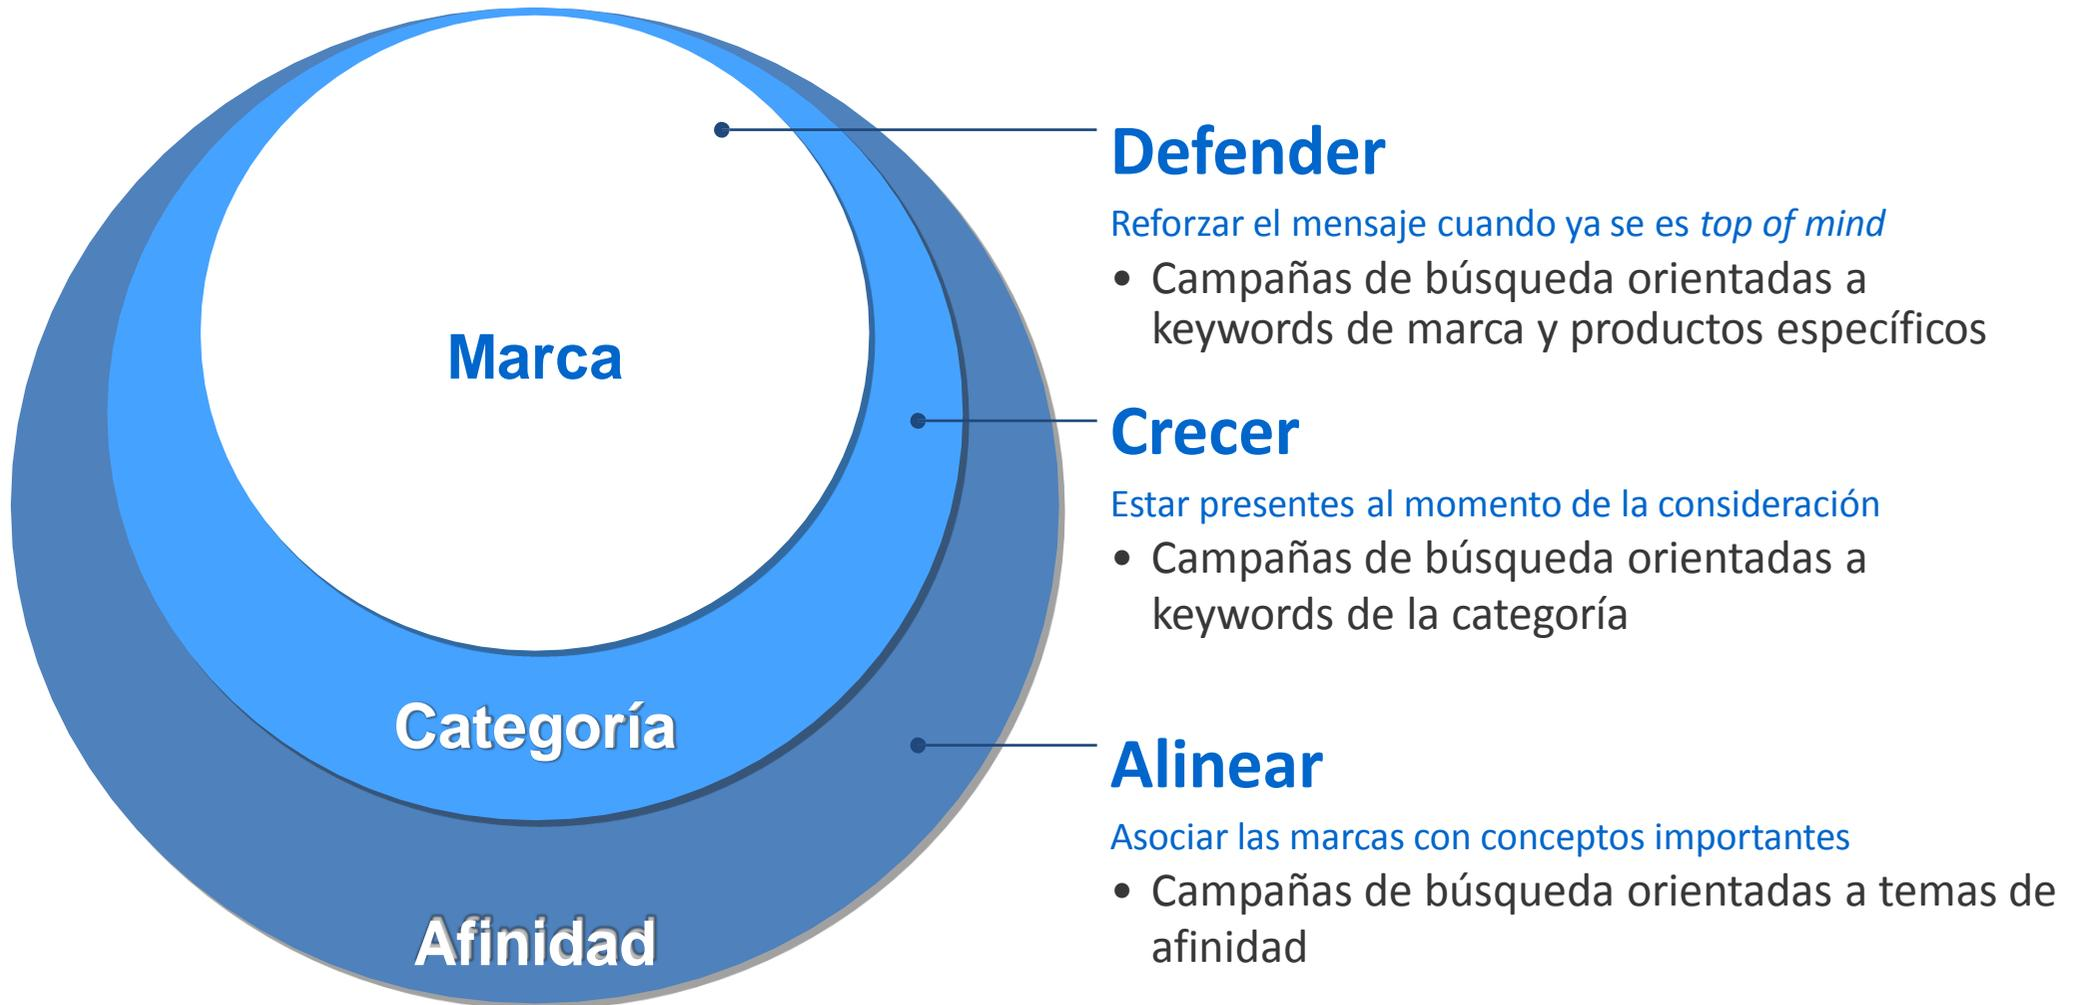 Marca
Categoría
Afinidad
Defender
Reforzar el mensaje cuando ya se es top of mind
• Campañas de búsqueda orientadas a
keywords de marca y productos específicos
Crecer
Estar presentes al momento de la consideración
• Campañas de búsqueda orientadas a
keywords de la categoría
Alinear
Asociar las marcas con conceptos importantes
• Campañas de búsqueda orientadas a temas de
afinidad